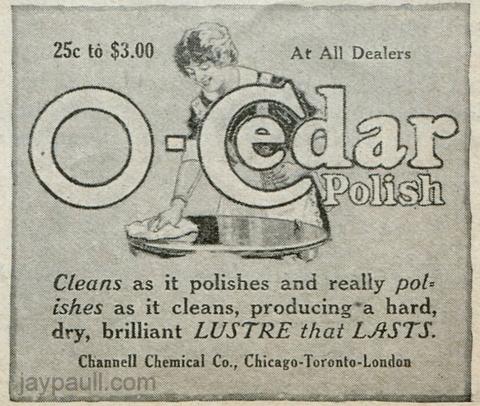 25c to $3.00
At All Dealers
O-Cedar
Polish
Cleans as it polishes and really pol=
ishes as it cleans, producing a hard,
dry, brilliant LUSTRE that LASTS.
Channell Chemical Co., Chicago-Toronto-London
jaypaull.com